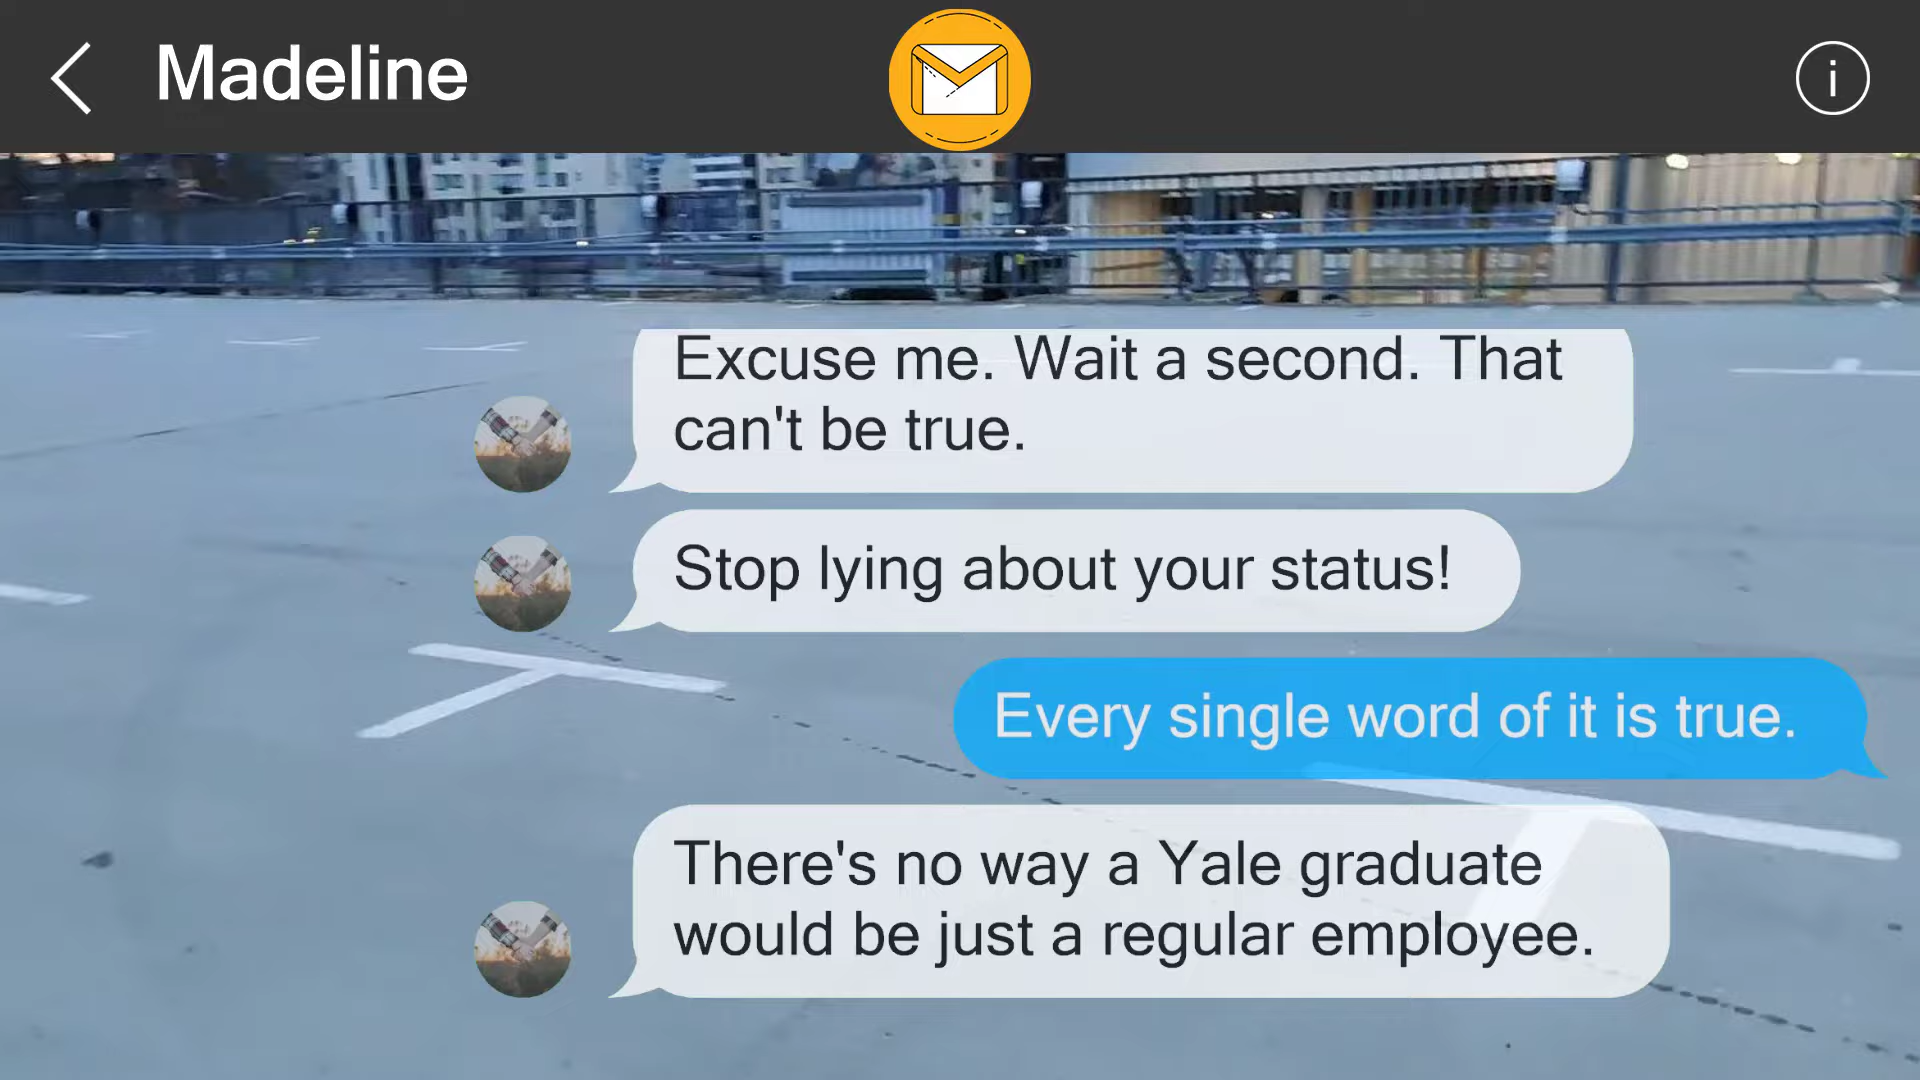 Madeline
i
Excuse me. Wait a second. That
can't be true.
Stop lying about your status!
Every single word of it is true.
There's no way a Yale graduate
would be just a regular employee.